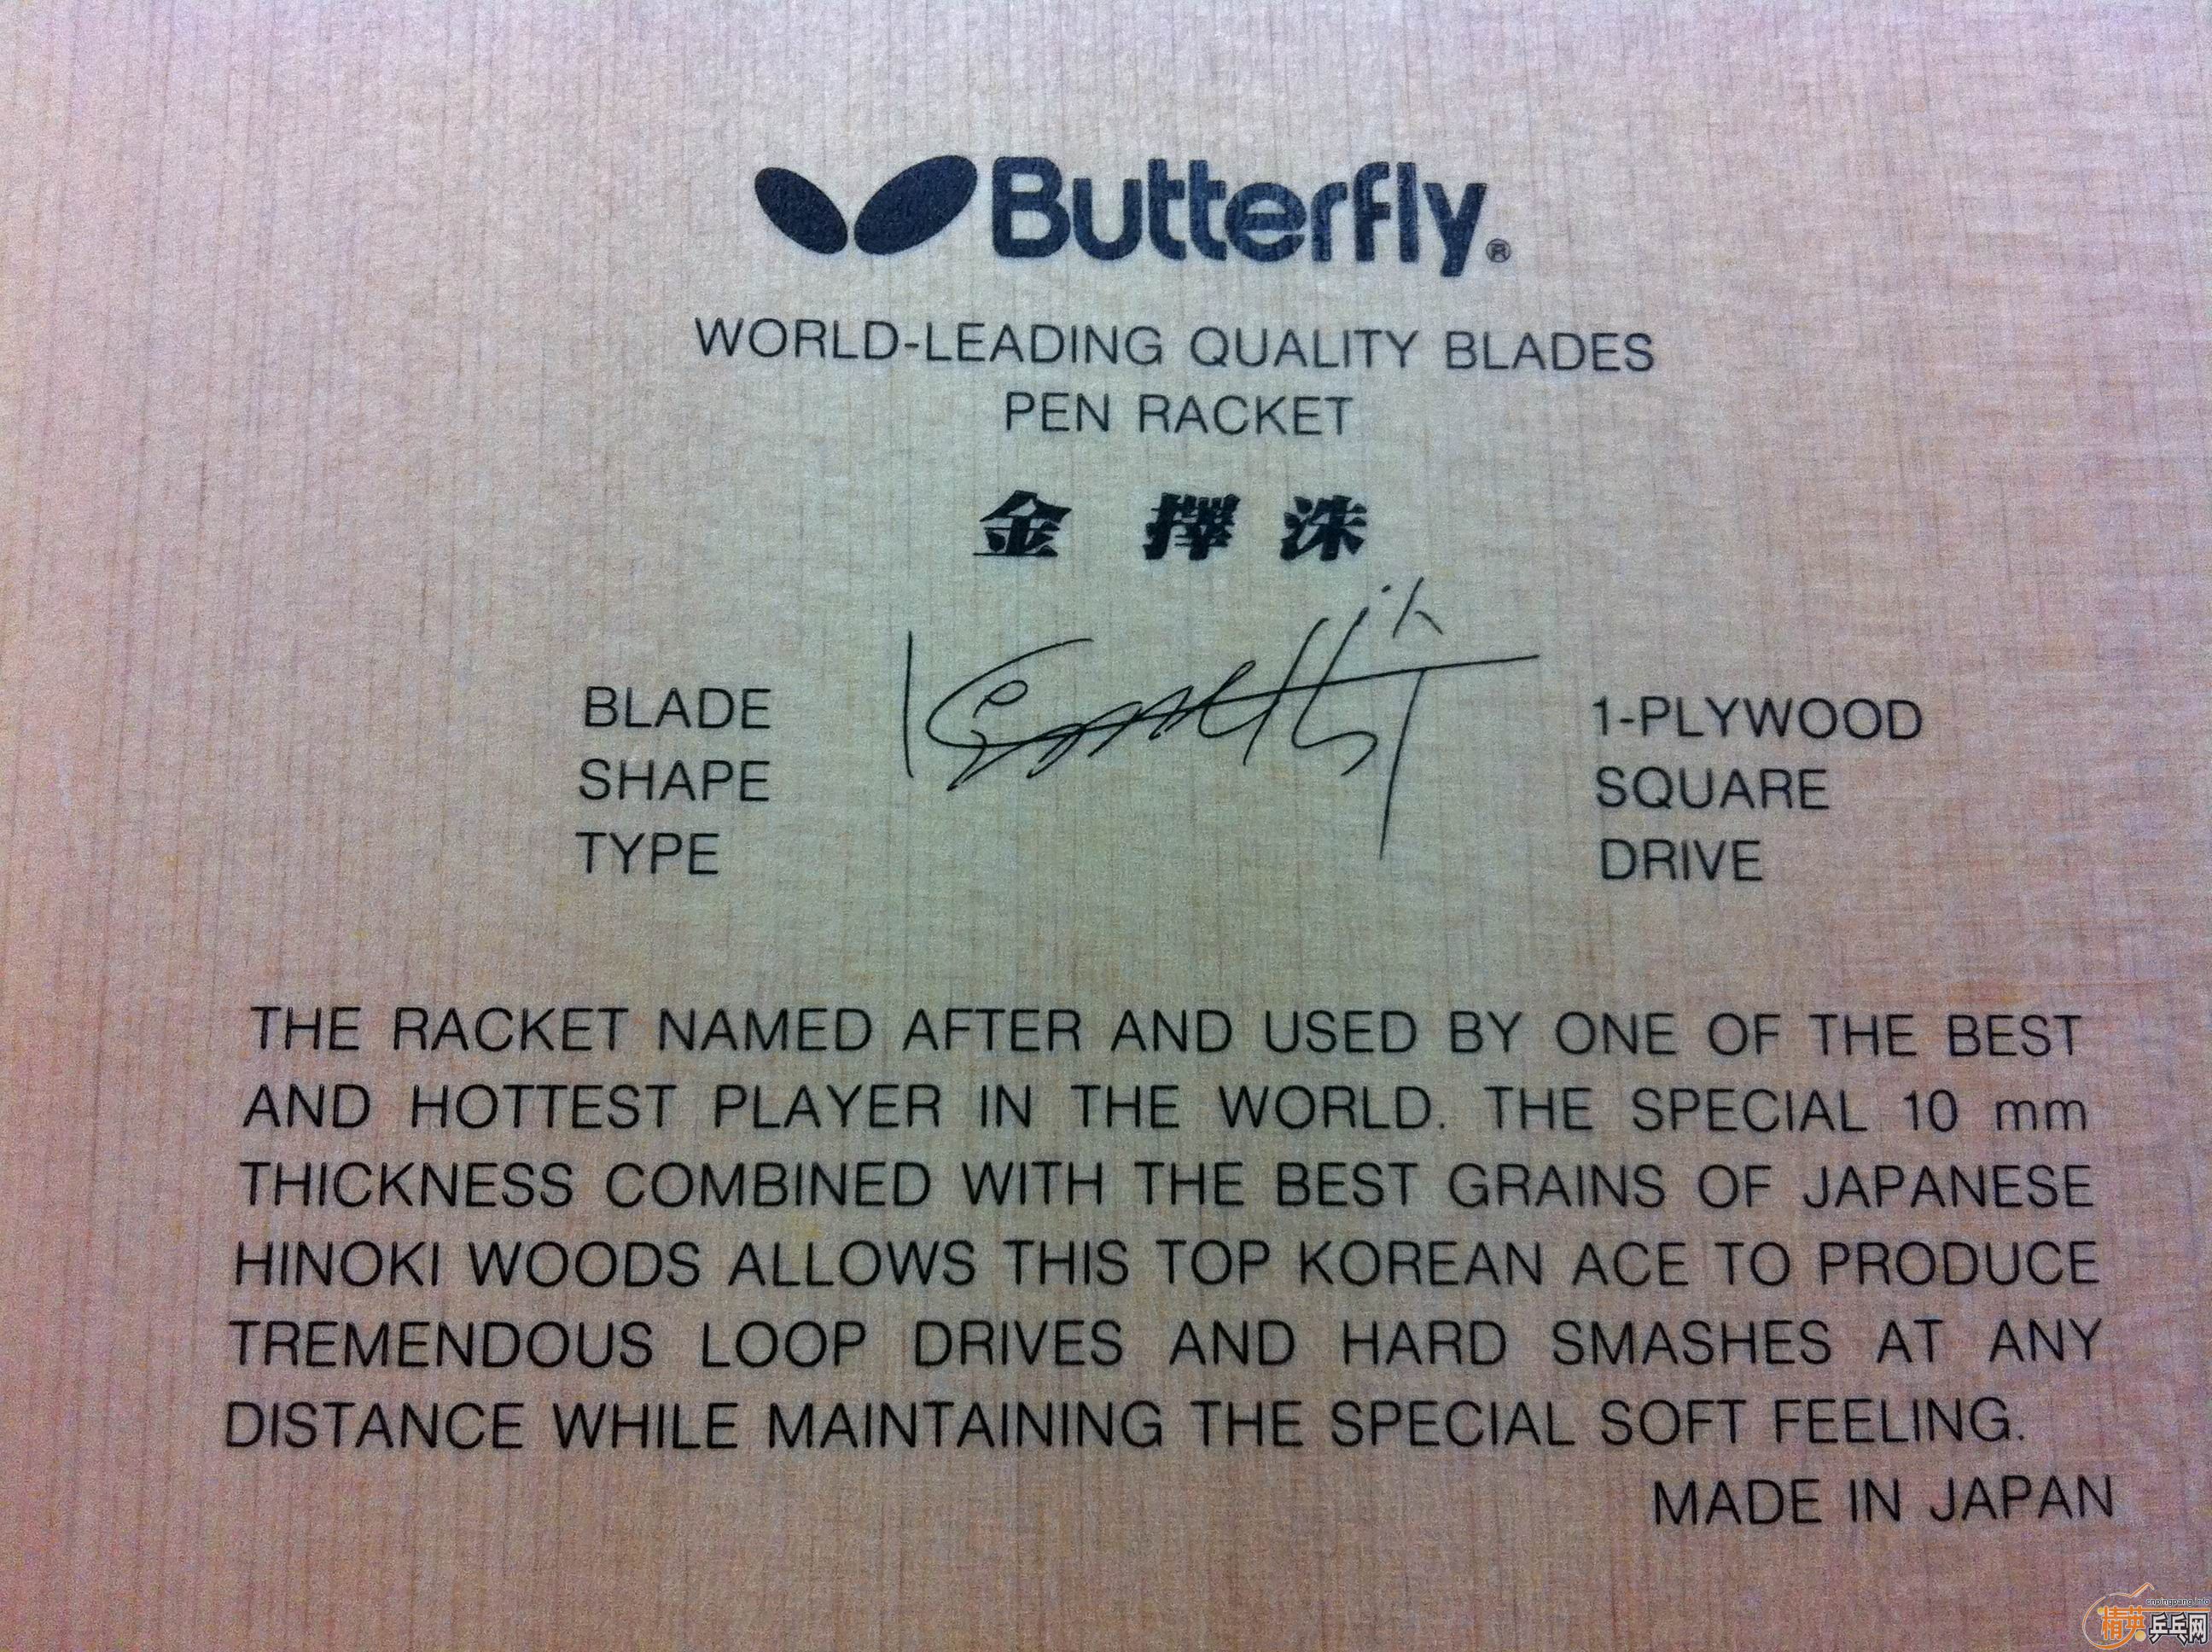 Butterfly®
WORLD-LEADING QUALITY BLADES
PEN RACKET
金 擇 洙
BLADE 1-PLYWOOD
SHAPE SQUARE
TYPE DRIVE
THE RACKET NAMED AFTER AND USED BY ONE OF THE BEST
AND HOTTEST PLAYER IN THE WORLD. THE SPECIAL 10 mm
THICKNESS COMBINED WITH THE BEST GRAINS OF JAPANESE
HINOKI WOODS ALLOWS THIS TOP KOREAN ACE TO PRODUCE
TREMENDOUS LOOP DRIVES AND HARD SMASHES AT ANY
DISTANCE WHILE MAINTAINING THE SPECIAL SOFT FEELING.
MADE IN JAPAN
cnpingpang.info
精英乒乓网